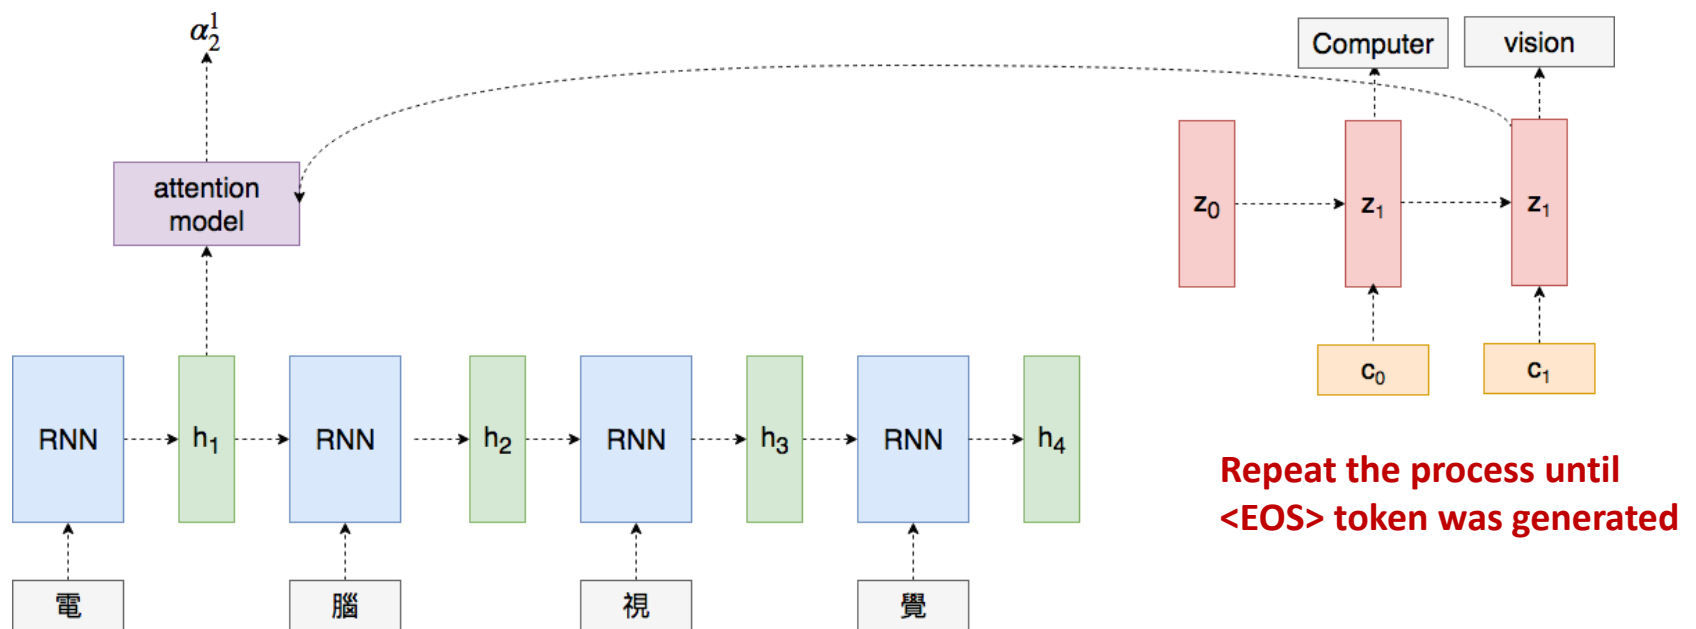 α₂¹
Computer
vision
attention
model
z₀
z₁
z₁
c₀
c₁
RNN
h₁
RNN
h₂
RNN
h₃
RNN
h₄
Repeat the process until
<EOS> token was generated
電
腦
視
覺